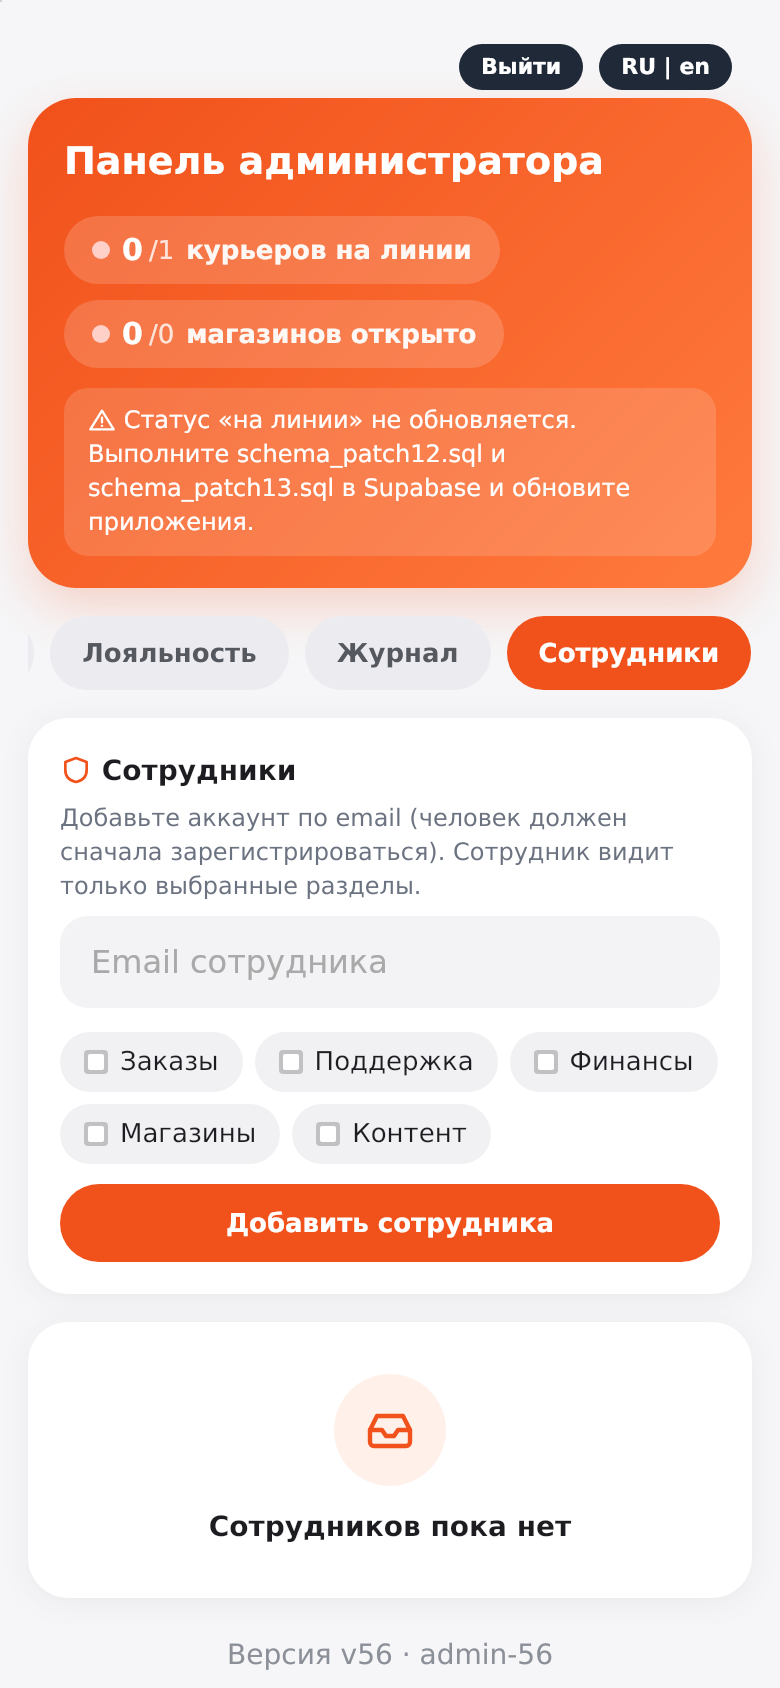 Выйти
RU | en
Панель администратора
0 /1 курьеров на линии
0 /0 магазинов открыто
Статус «на линии» не обновляется.
Выполните schema_patch12.sql и
schema_patch13.sql в Supabase и обновите
приложения.
Лояльность
Журнал
Сотрудники
Сотрудники
Добавьте аккаунт по email (человек должен
сначала зарегистрироваться). Сотрудник видит
только выбранные разделы.
Email сотрудника
Заказы
Поддержка
Финансы
Магазины
Контент
Добавить сотрудника
Сотрудников пока нет
Версия v56 · admin-56